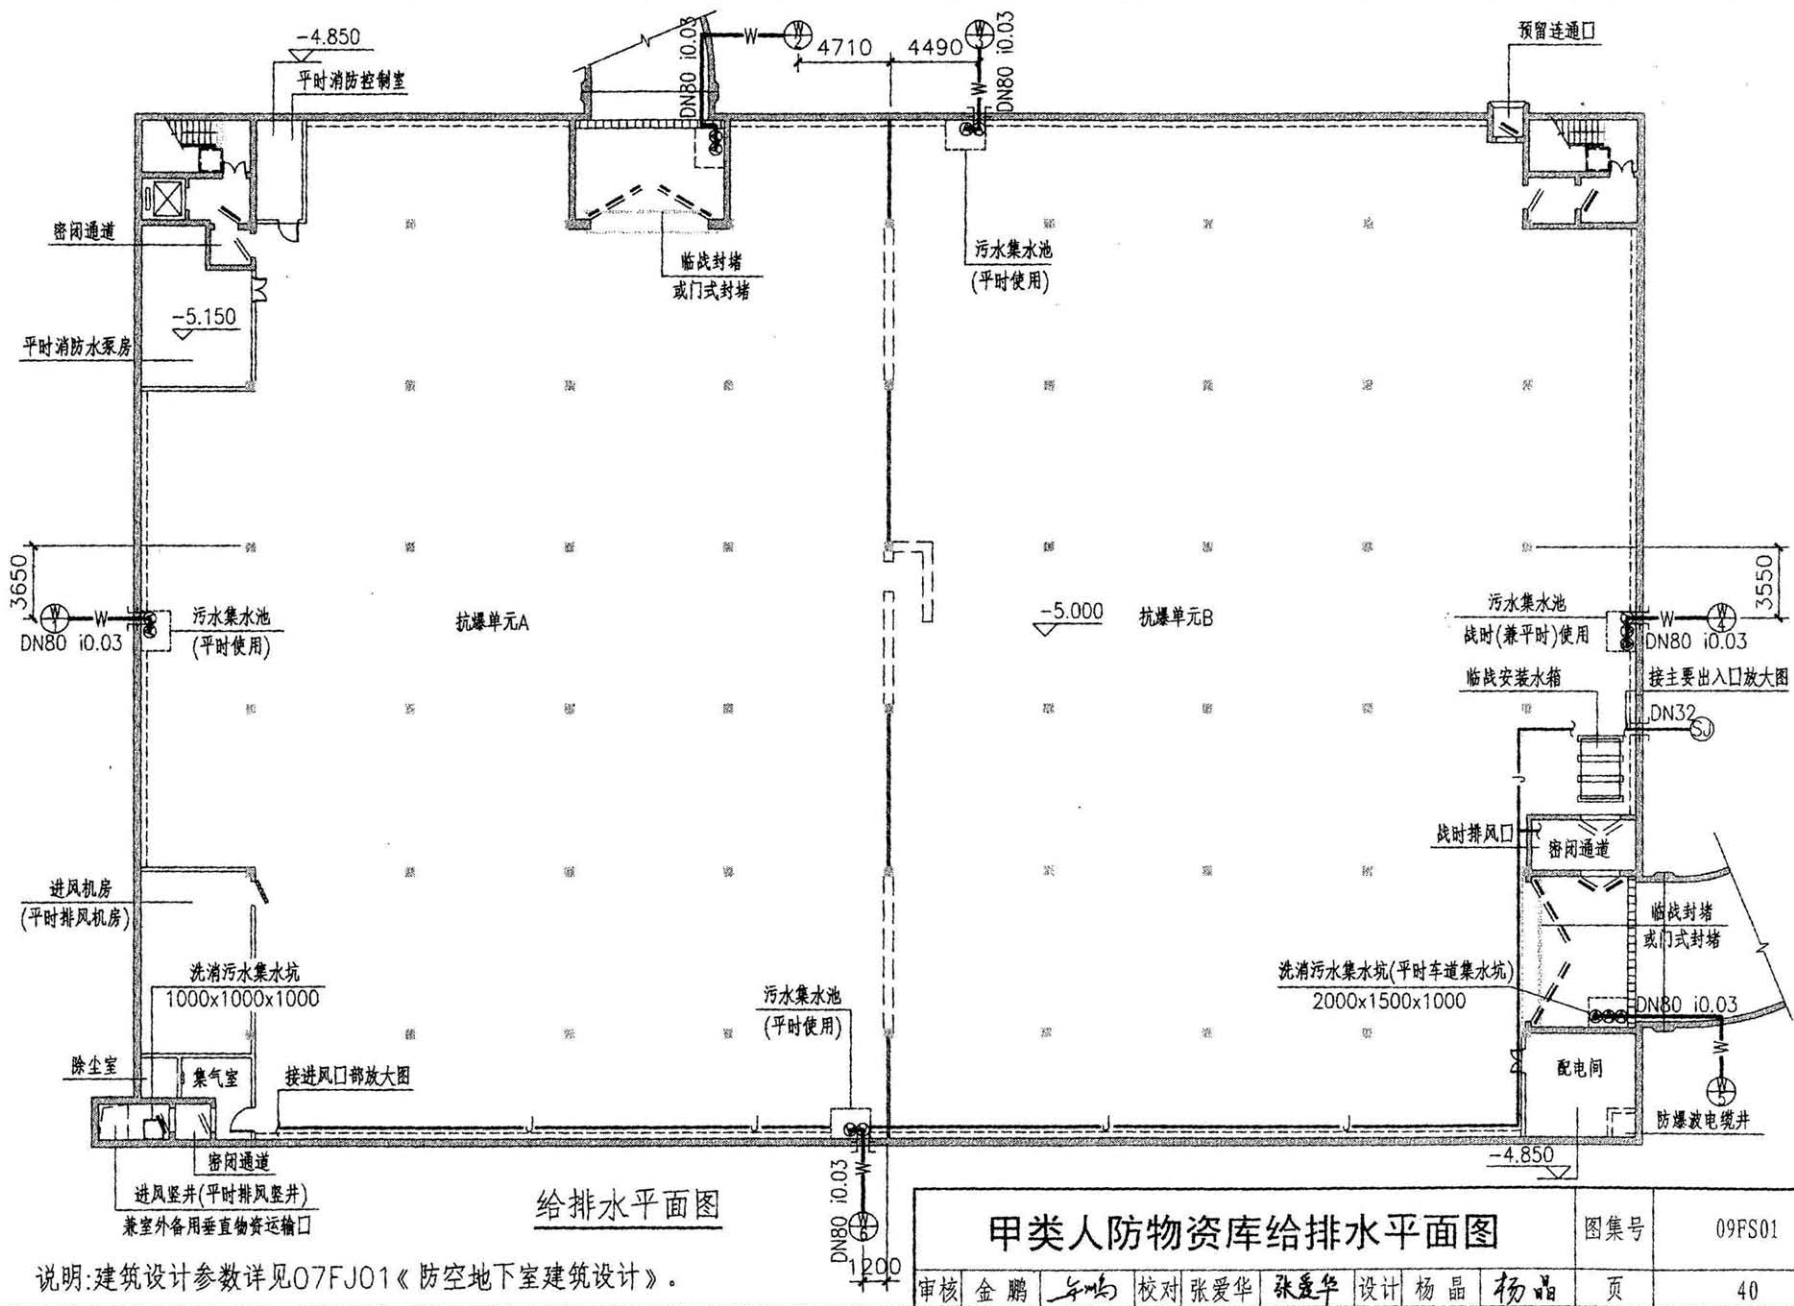 -4.850
平时消防控制室
DN80 i0.03
W
W
2
4710
4490
W
3
W
DN80 i0.03
预留连通口
密闭通道
-5.150
平时消防水泵房
临战封堵
或门式封堵
污水集水池
(平时使用)
3650
W
1
W
DN80 i0.03
污水集水池
(平时使用)
抗爆单元A
-5.000
抗爆单元B
污水集水池
战时(兼平时)使用
W
W
4
DN80 i0.03
3550
临战安装水箱
接主要出入口放大图
DN32
SJ
J
战时排风口
密闭通道
进风机房
(平时排风机房)
临战封堵
或门式封堵
洗消污水集水坑
1000x1000x1000
污水集水池
(平时使用)
洗消污水集水坑(平时车道集水坑)
2000x1500x1000
DN80 i0.03
W
W
5
除尘室
集气室
接进风口部放大图
配电间
防爆波电缆井
J
J
J
J
-4.850
密闭通道
进风竖井(平时排风竖井)
兼室外备用垂直物资运输口
DN80 i0.03
W
W
6
1200
给排水平面图
说明:建筑设计参数详见07FJ01《防空地下室建筑设计》。
甲类人防物资库给排水平面图
图集号
09FS01
审核 金鹏 校对 张爱华 张爱华 设计 杨晶 杨晶 页 40